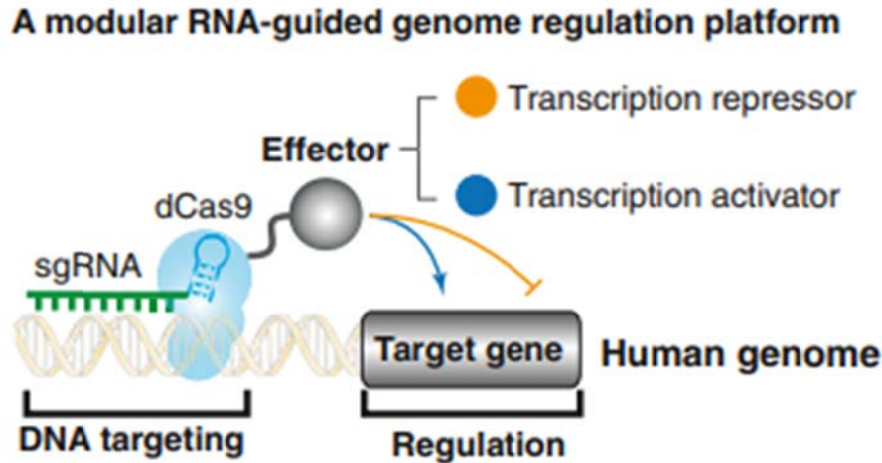 A modular RNA-guided genome regulation platform
Transcription repressor
Effector
Transcription activator
dCas9
sgRNA
Target gene
Human genome
DNA targeting
Regulation